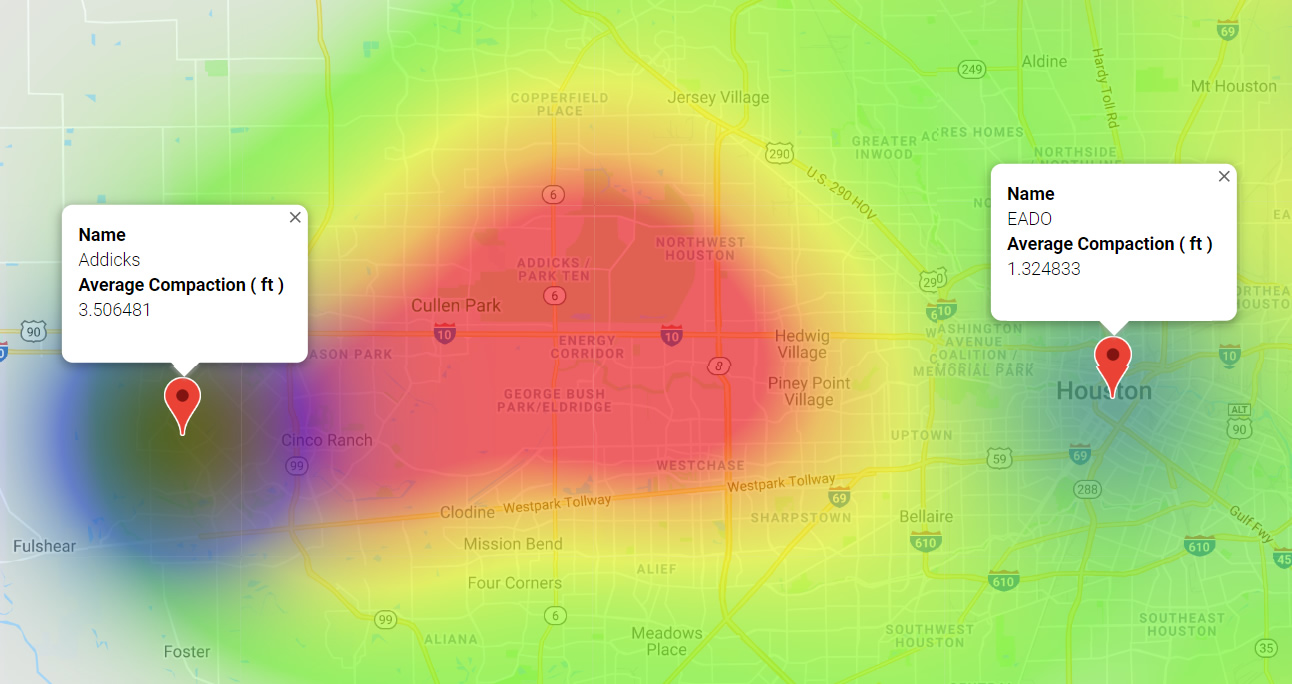 69
249
Aldine
Hardy Toll Rd
Mt Houston
COPPERFIELD
PLACE
Jersey Village
290
GREATER ACRES HOMES
INWOOD
NORTHSIDE
U.S. 290 HOV
6
Name
Addicks
Average Compaction ( ft )
3.506481
Name
EADO
Average Compaction ( ft )
1.324833
NORTHWEST
HOUSTON
ADDICKS /
PARK TEN
6
Cullen Park
290
610
90
10
10
ASON PARK
ENERGY
CORRIDOR
Hedwig
Village
WASHINGTON
AVENUE
COALITION /
MEMORIAL PARK
10
8
GEORGE BUSH
PARK/ELDRIDGE
Piney Point
Village
Houston
ALT
90
Cinco Ranch
99
UPTOWN
59
69
WESTCHASE
288
Westpark Tollway
Westpark Tollway
69
Clodine
SHARPSTOWN
Bellaire
610
Gulf Fwy
610
45
Fulshear
Mission Bend
ALIEF
Four Corners
610
99
6
ALIANA
Meadows
Place
SOUTHWEST
HOUSTON
SOUTHEAST
HOUSTON
35
Foster